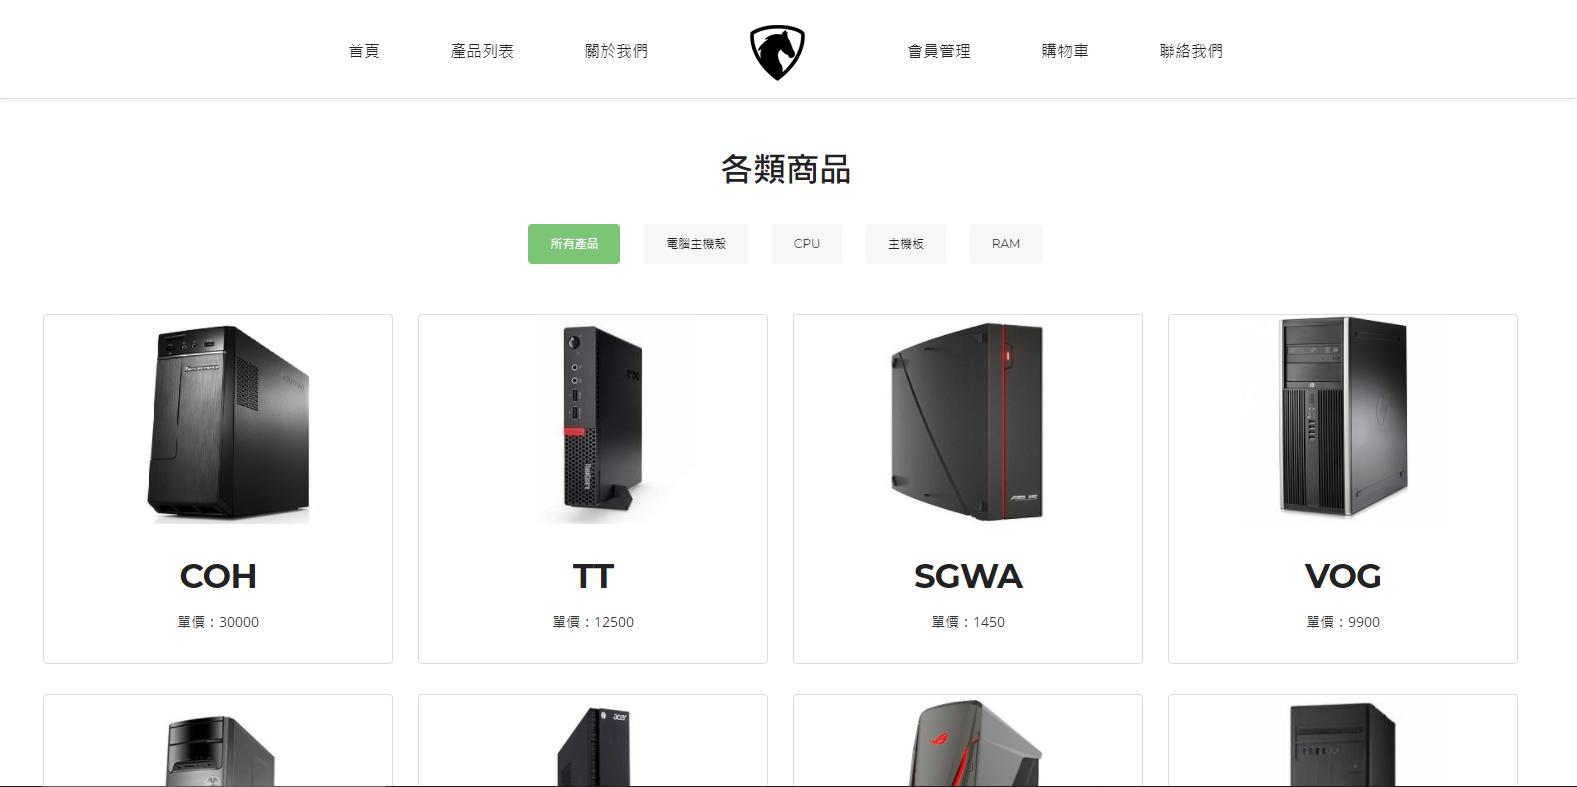 首頁 產品列表 關於我們 會員管理 購物車 聯絡我們
各類商品
所有產品 電腦主機殼 CPU 主機板 RAM
COH TT SGWA VOG
單價：30000 單價：12500 單價：1450 單價：9900
acer